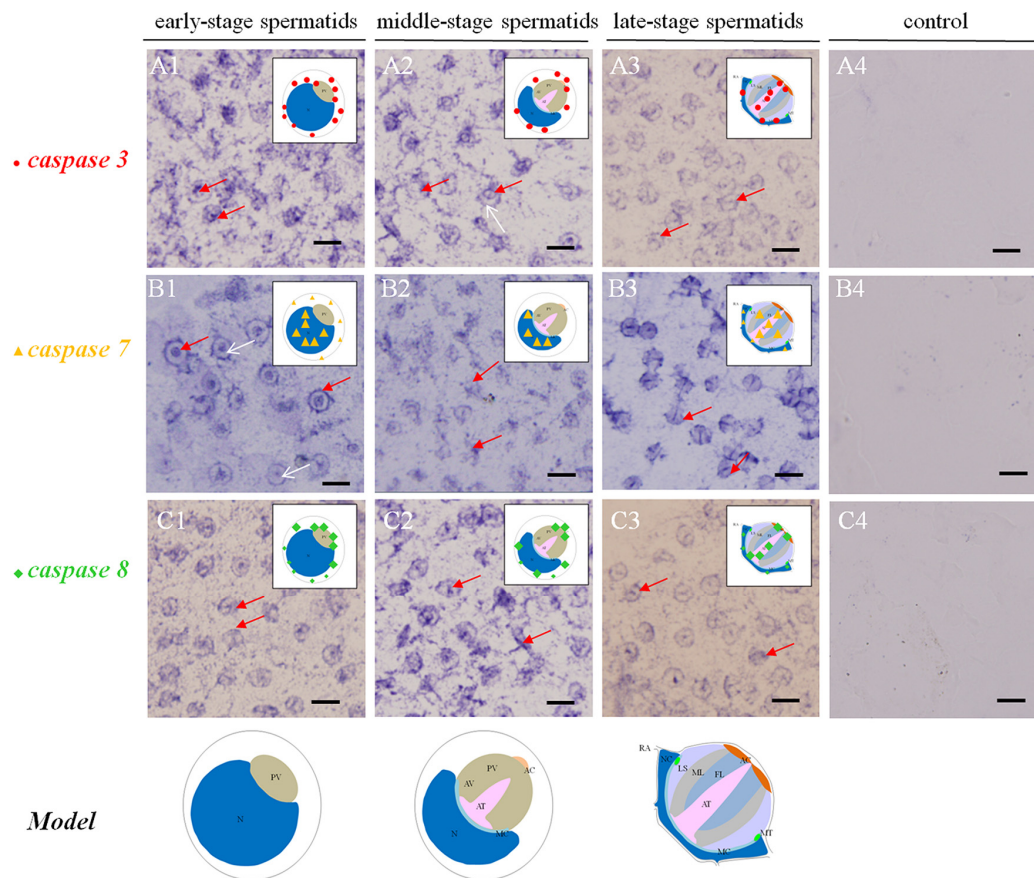 early-stage spermatids middle-stage spermatids late-stage spermatids control
A1 A2 A3 A4
caspase 3
B1 B2 B3 B4
caspase 7
C1 C2 C3 C4
caspase 8
Model
PV
N
PV
AC
AV
AT
N
MC
RA
NC
LS
ML
FL
AC
AT
MT
MC